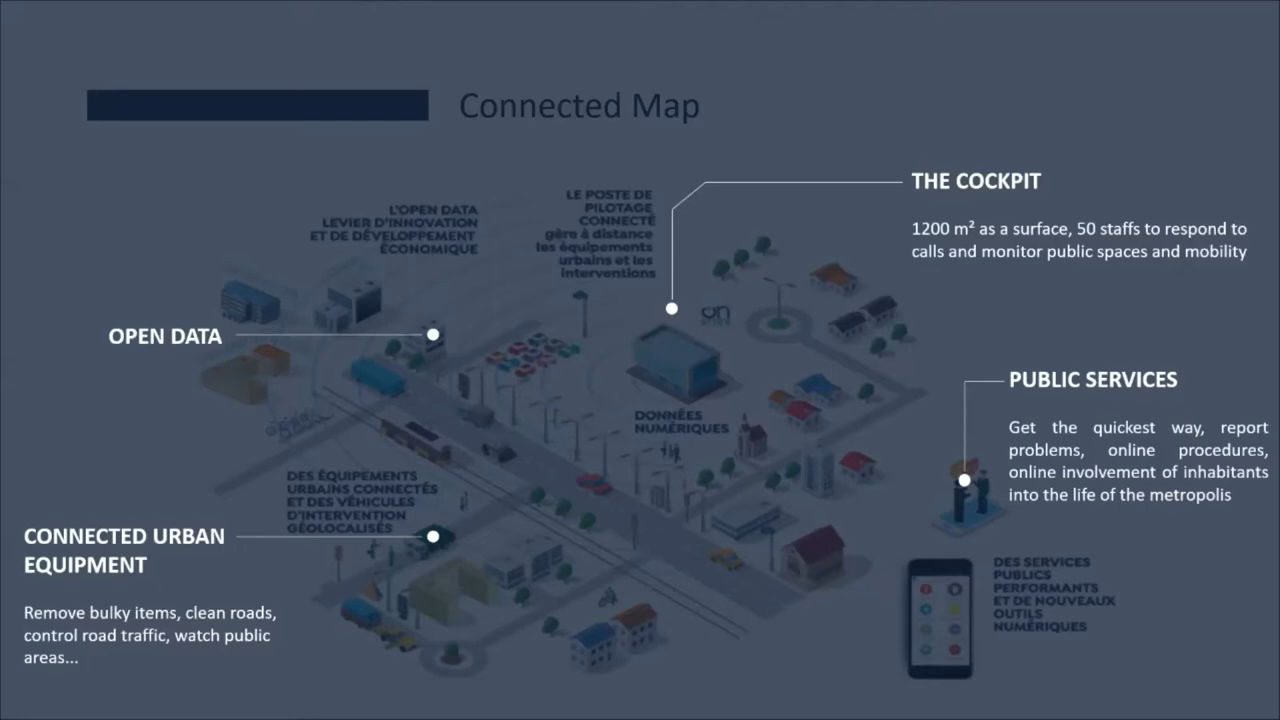 Connected Map
THE COCKPIT
1200 m² as a surface, 50 staffs to respond to
calls and monitor public spaces and mobility
L'OPEN DATA
LEVIER D'INNOVATION
ET DE DÉVELOPPEMENT
ÉCONOMIQUE
LE POSTE DE
PILOTAGE
CONNECTÉ
gère à distance
les équipements
urbains et les
interventions
on
OPEN DATA
PUBLIC SERVICES
Get the quickest way, report
problems, online procedures,
online involvement of inhabitants
into the life of the metropolis
DONNÉES
NUMÉRIQUES
DES ÉQUIPEMENTS
URBAINS CONNECTÉS
ET DES VÉHICULES
D'INTERVENTION
GÉOLOCALISÉS
CONNECTED URBAN
EQUIPMENT
Remove bulky items, clean roads,
control road traffic, watch public
areas...
DES SERVICES
PUBLICS
PERFORMANTS
ET DE NOUVEAUX
OUTILS
NUMÉRIQUES